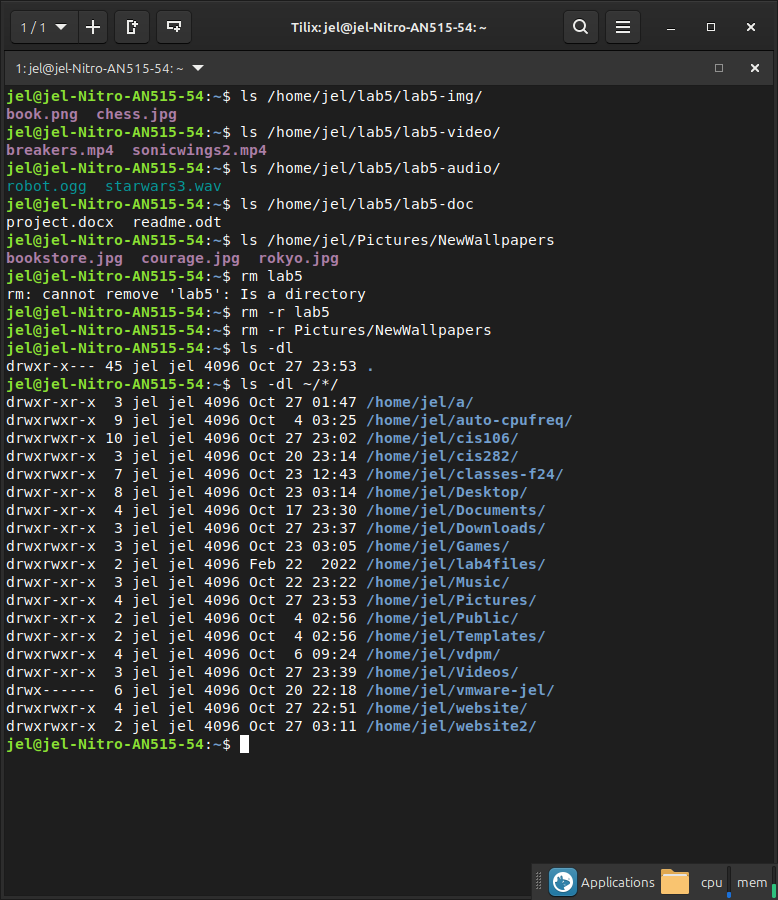 1 / 1
Tilix: jel@jel-Nitro-AN515-54: ~
1: jel@jel-Nitro-AN515-54: ~
jel@jel-Nitro-AN515-54:~$ ls /home/jel/lab5/lab5-img/
book.png  chess.jpg
jel@jel-Nitro-AN515-54:~$ ls /home/jel/lab5/lab5-video/
breakers.mp4  sonicwings2.mp4
jel@jel-Nitro-AN515-54:~$ ls /home/jel/lab5/lab5-audio/
robot.ogg  starwars3.wav
jel@jel-Nitro-AN515-54:~$ ls /home/jel/lab5/lab5-doc
project.docx  readme.odt
jel@jel-Nitro-AN515-54:~$ ls /home/jel/Pictures/NewWallpapers
bookstore.jpg  courage.jpg  rokyo.jpg
jel@jel-Nitro-AN515-54:~$ rm lab5
rm: cannot remove 'lab5': Is a directory
jel@jel-Nitro-AN515-54:~$ rm -r lab5
jel@jel-Nitro-AN515-54:~$ rm -r Pictures/NewWallpapers
jel@jel-Nitro-AN515-54:~$ ls -dl
drwxr-x--- 45 jel jel 4096 Oct 27 23:53 .
jel@jel-Nitro-AN515-54:~$ ls -dl ~/*/
drwxr-xr-x  3 jel jel 4096 Oct 27 01:47 /home/jel/a/
drwxrwxr-x  9 jel jel 4096 Oct  4 03:25 /home/jel/auto-cpufreq/
drwxrwxr-x 10 jel jel 4096 Oct 27 23:02 /home/jel/cis106/
drwxrwxr-x  3 jel jel 4096 Oct 20 23:14 /home/jel/cis282/
drwxrwxr-x  7 jel jel 4096 Oct 23 12:43 /home/jel/classes-f24/
drwxr-xr-x  8 jel jel 4096 Oct 23 03:14 /home/jel/Desktop/
drwxr-xr-x  4 jel jel 4096 Oct 17 23:30 /home/jel/Documents/
drwxr-xr-x  3 jel jel 4096 Oct 27 23:37 /home/jel/Downloads/
drwxrwxr-x  3 jel jel 4096 Oct 23 03:05 /home/jel/Games/
drwxrwxr-x  2 jel jel 4096 Feb 22  2022 /home/jel/lab4files/
drwxr-xr-x  3 jel jel 4096 Oct 22 23:22 /home/jel/Music/
drwxr-xr-x  4 jel jel 4096 Oct 27 23:53 /home/jel/Pictures/
drwxr-xr-x  2 jel jel 4096 Oct  4 02:56 /home/jel/Public/
drwxr-xr-x  2 jel jel 4096 Oct  4 02:56 /home/jel/Templates/
drwxrwxr-x  4 jel jel 4096 Oct  6 09:24 /home/jel/vdpm/
drwxr-xr-x  3 jel jel 4096 Oct 27 23:39 /home/jel/Videos/
drwx------  6 jel jel 4096 Oct 20 22:18 /home/jel/vmware-jel/
drwxrwxr-x  4 jel jel 4096 Oct 27 22:51 /home/jel/website/
drwxrwxr-x  2 jel jel 4096 Oct 27 03:11 /home/jel/website2/
jel@jel-Nitro-AN515-54:~$
Applications cpu mem